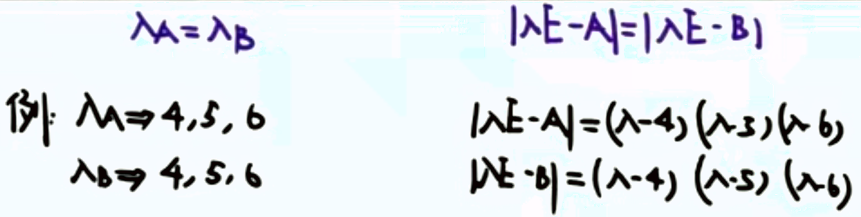 λA=λB |λE-A|=|λE-B|
例: λA⇒4,5,6 |λE-A|=(λ-4)(λ-5)(λ-6)
λB⇒4,5,6 |λE-B|=(λ-4)(λ-5)(λ-6)